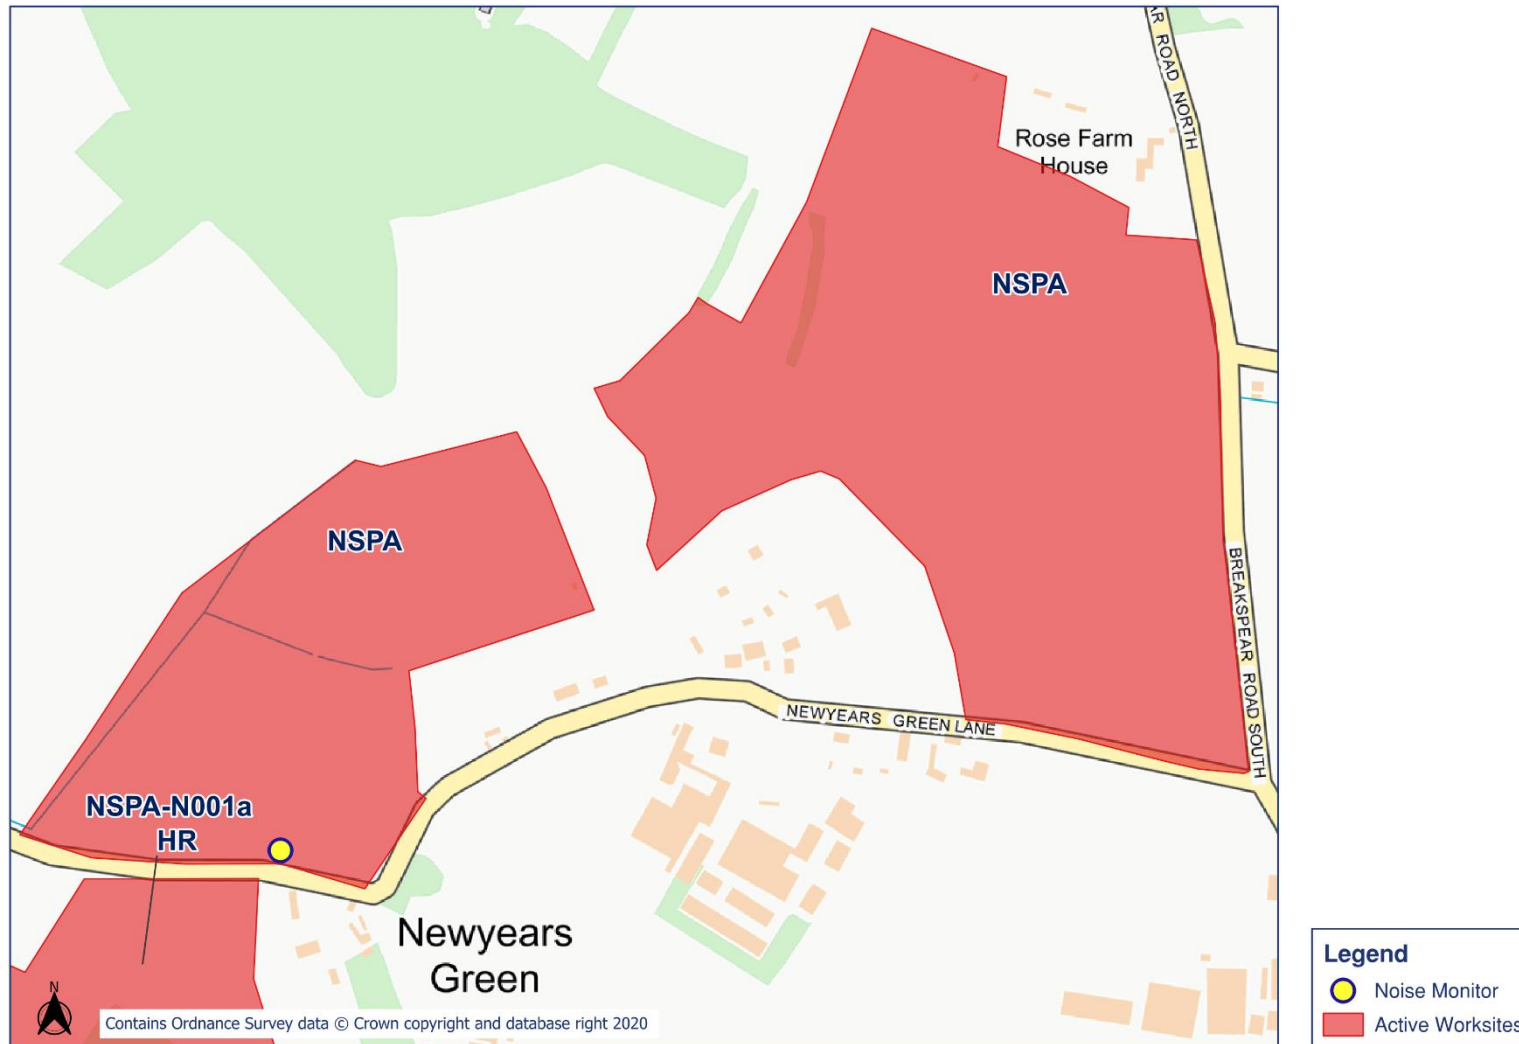 AR ROAD NORTH
Rose Farm
House
NSPA
NSPA
BREAKSPEAR ROAD SOUTH
NEWYEARS GREEN LANE
NSPA-N001a
HR
Newyears
Green
N
Contains Ordnance Survey data © Crown copyright and database right 2020
Legend
Noise Monitor
Active Worksites